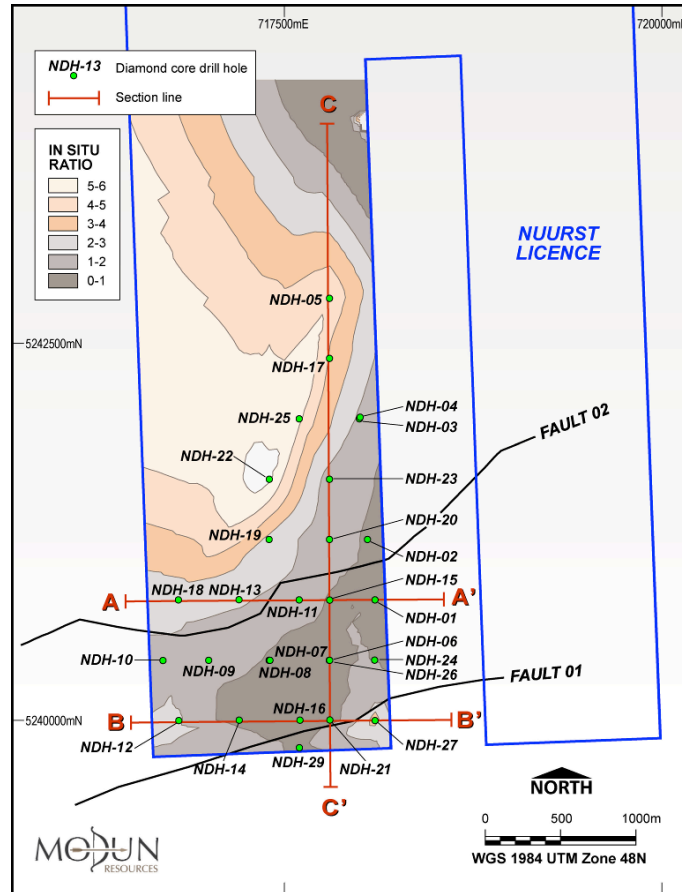 717500mE
720000mE
NDH-13
Diamond core drill hole
Section line
C
IN SITU
RATIO
5-6
4-5
3-4
2-3
1-2
0-1
NUURST
LICENCE
NDH-05
5242500mN
NDH-17
NDH-25
NDH-04
NDH-03
FAULT 02
NDH-22
NDH-23
NDH-20
NDH-19
NDH-02
NDH-18
NDH-13
NDH-15
A
A'
NDH-11
NDH-01
NDH-10
NDH-09
NDH-07
NDH-08
NDH-06
NDH-24
NDH-26
FAULT 01
5240000mN
B
NDH-16
B'
NDH-12
NDH-14
NDH-29
NDH-21
NDH-27
C'
NORTH
0 500 1000m
WGS 1984 UTM Zone 48N
MODUN
RESOURCES